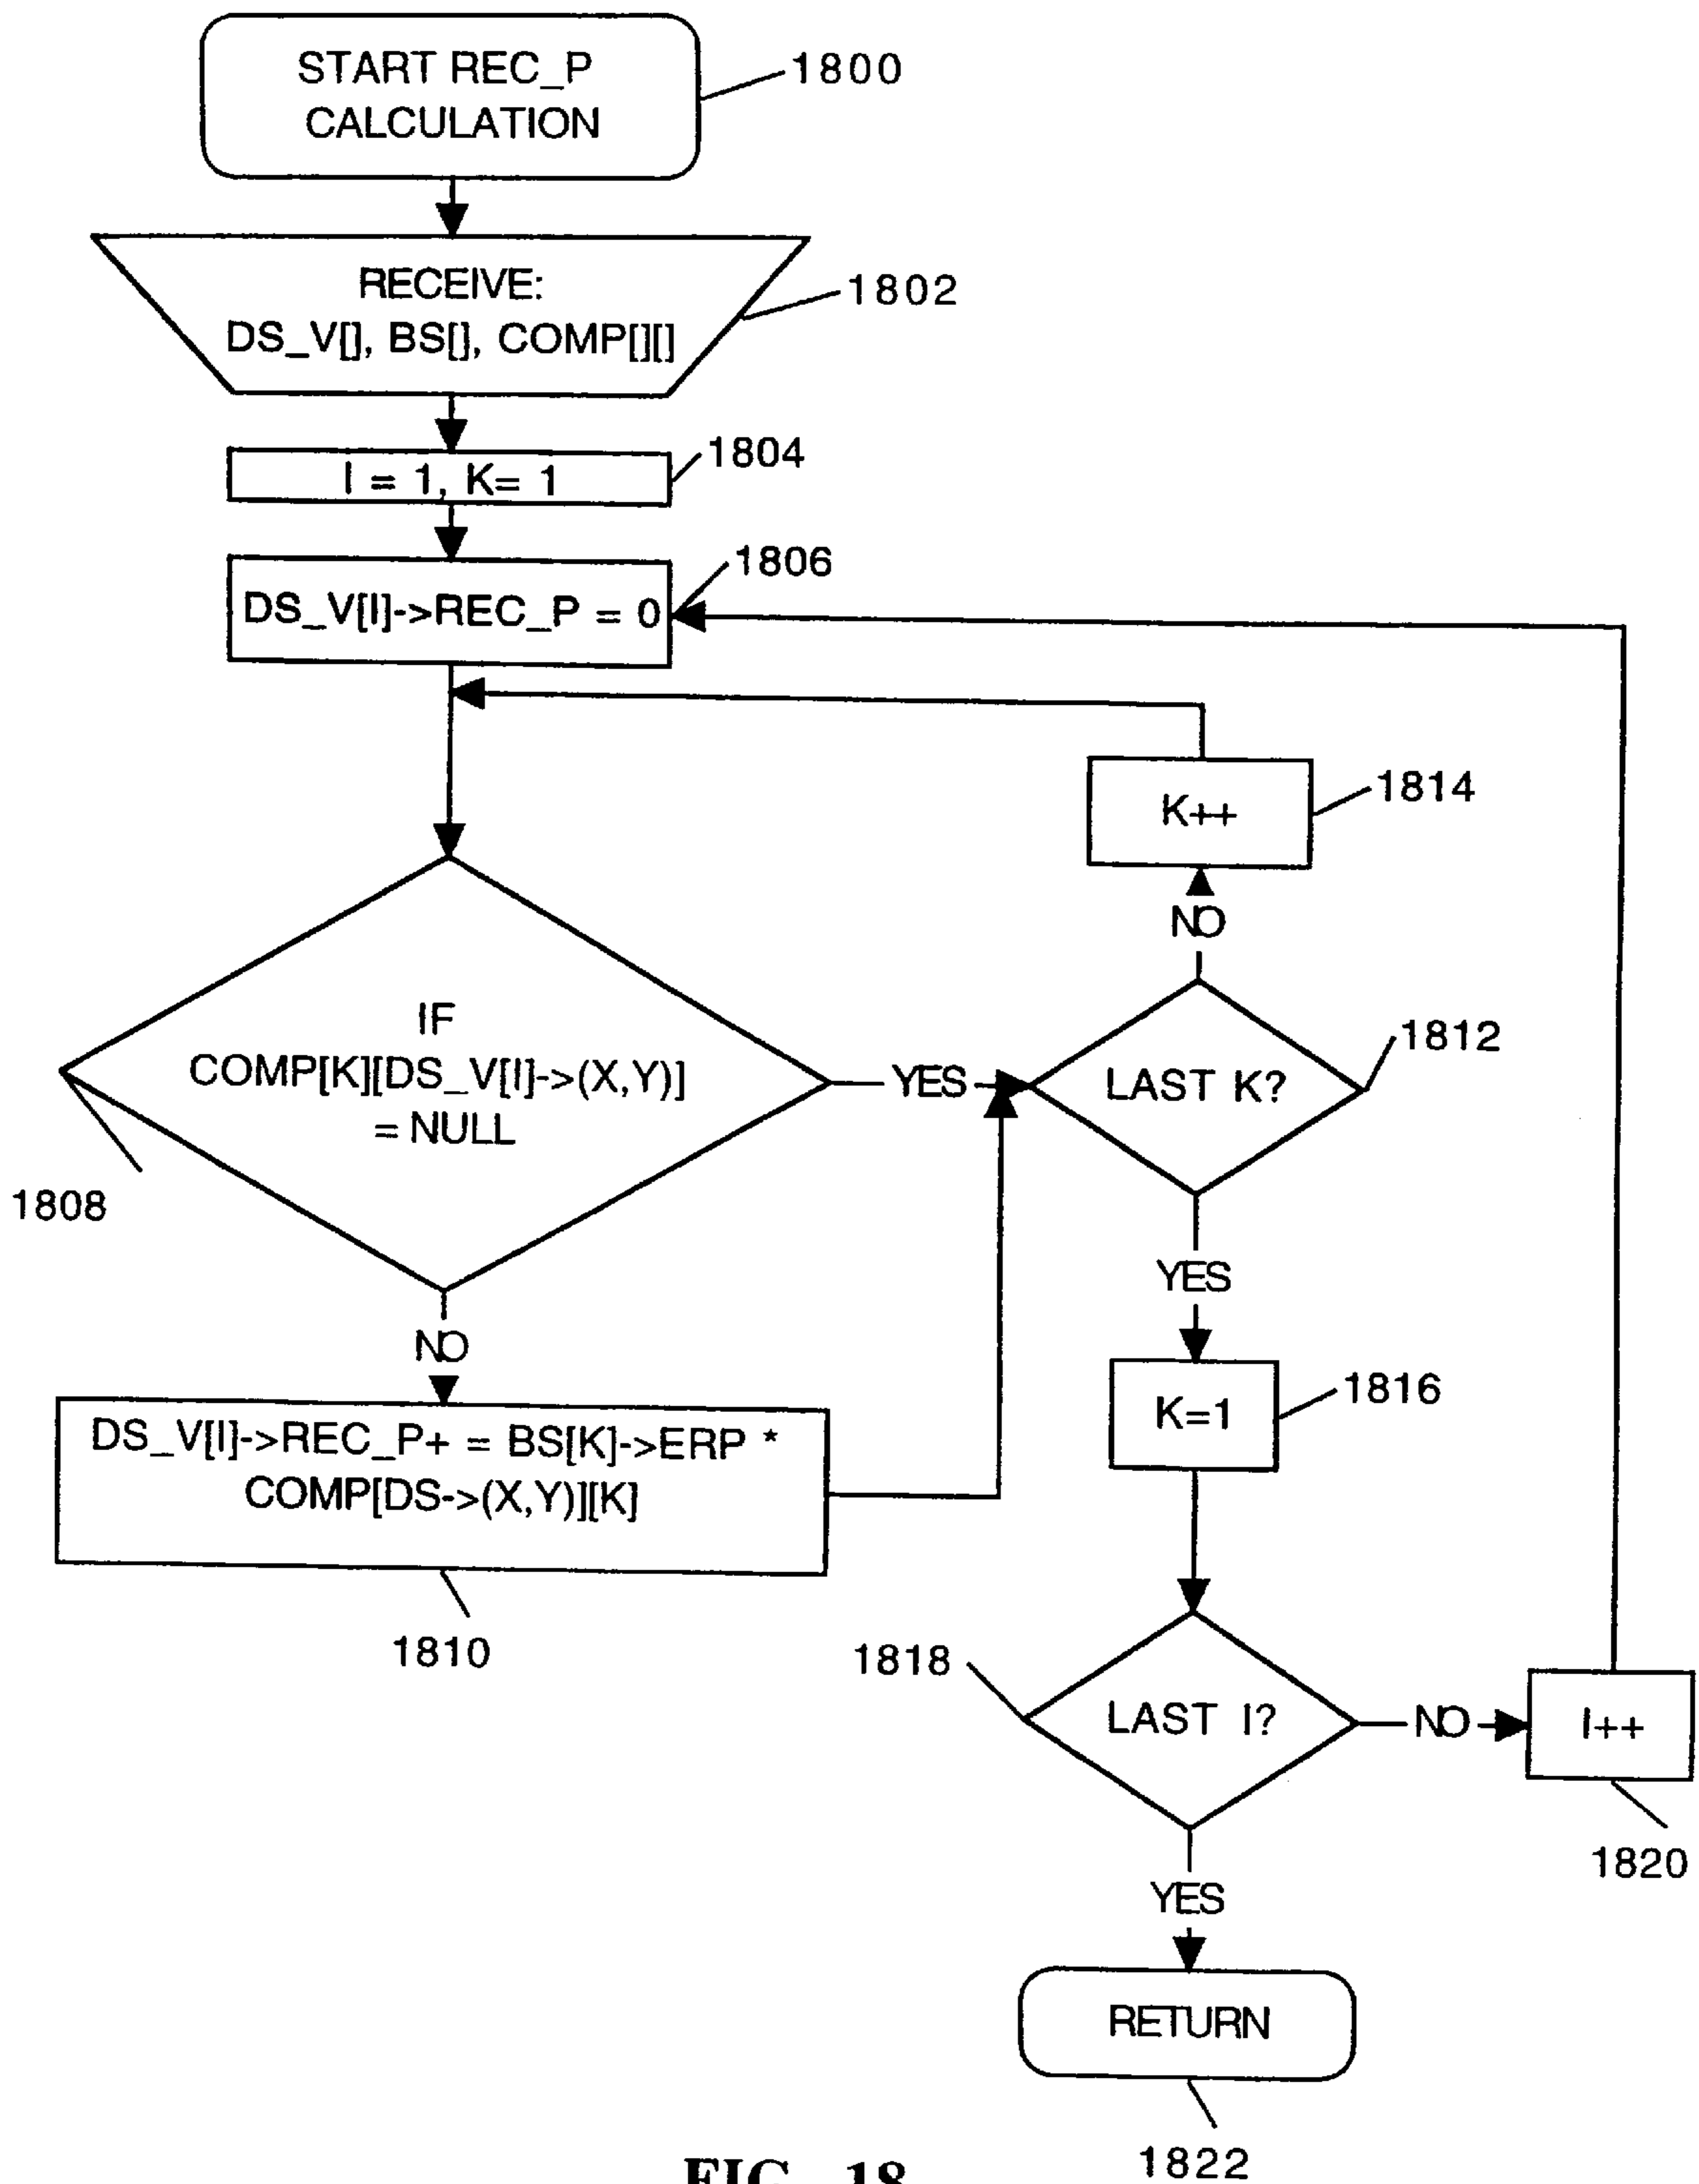 START REC_P
CALCULATION
1800
RECEIVE:
DS_V[], BS[], COMP[][]
1802
I = 1, K= 1
1804
DS_V[I]->REC_P = 0
1806
K++
1814
NO
IF
COMP[K][DS_V[I]->(X,Y)]
= NULL
1808
YES
LAST K?
1812
NO
YES
DS_V[I]->REC_P+ = BS[K]->ERP *
COMP[DS->(X,Y)][K]
1810
K=1
1816
LAST I?
1818
NO
I++
1820
YES
RETURN
1822
FIG. 18